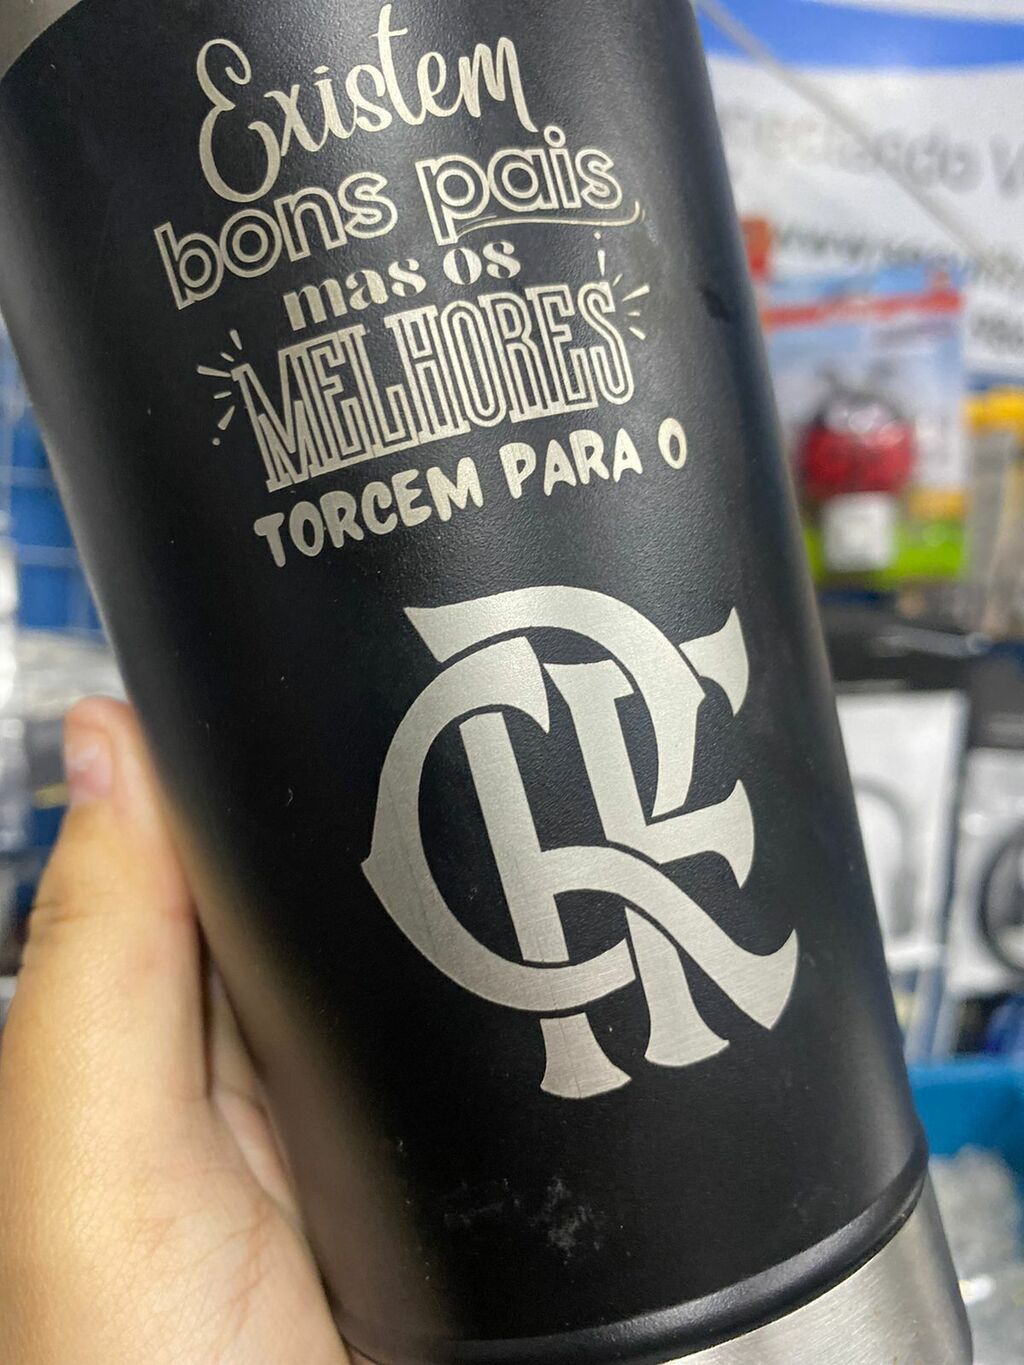 Existem
bons pais
mas os
MELHORES
TORCEM PARA O
CRF